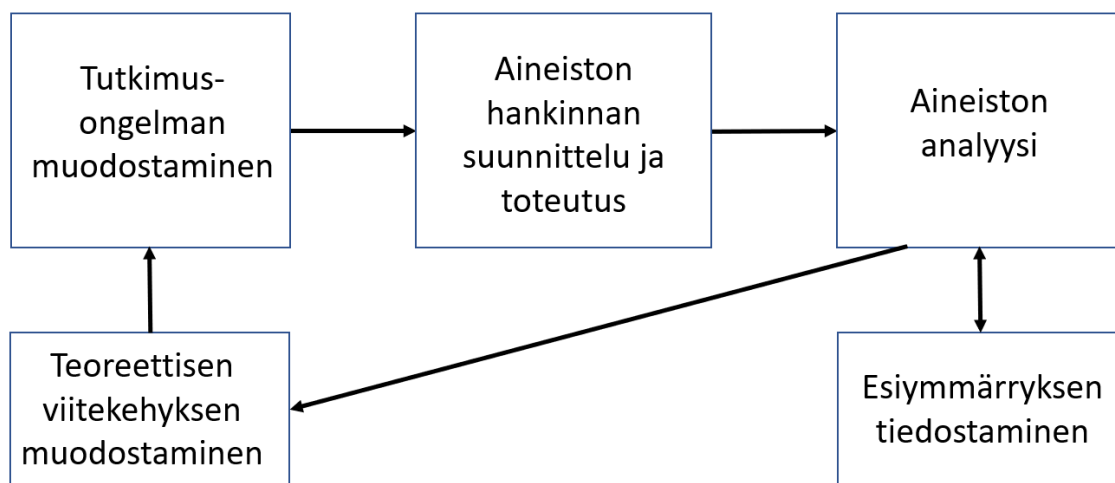 Tutkimus-
ongelman
muodostaminen
Aineiston
hankinnan
suunnittelu ja
toteutus
Aineiston
analyysi
Teoreettisen
viitekehyksen
muodostaminen
Esiymmärryksen
tiedostaminen